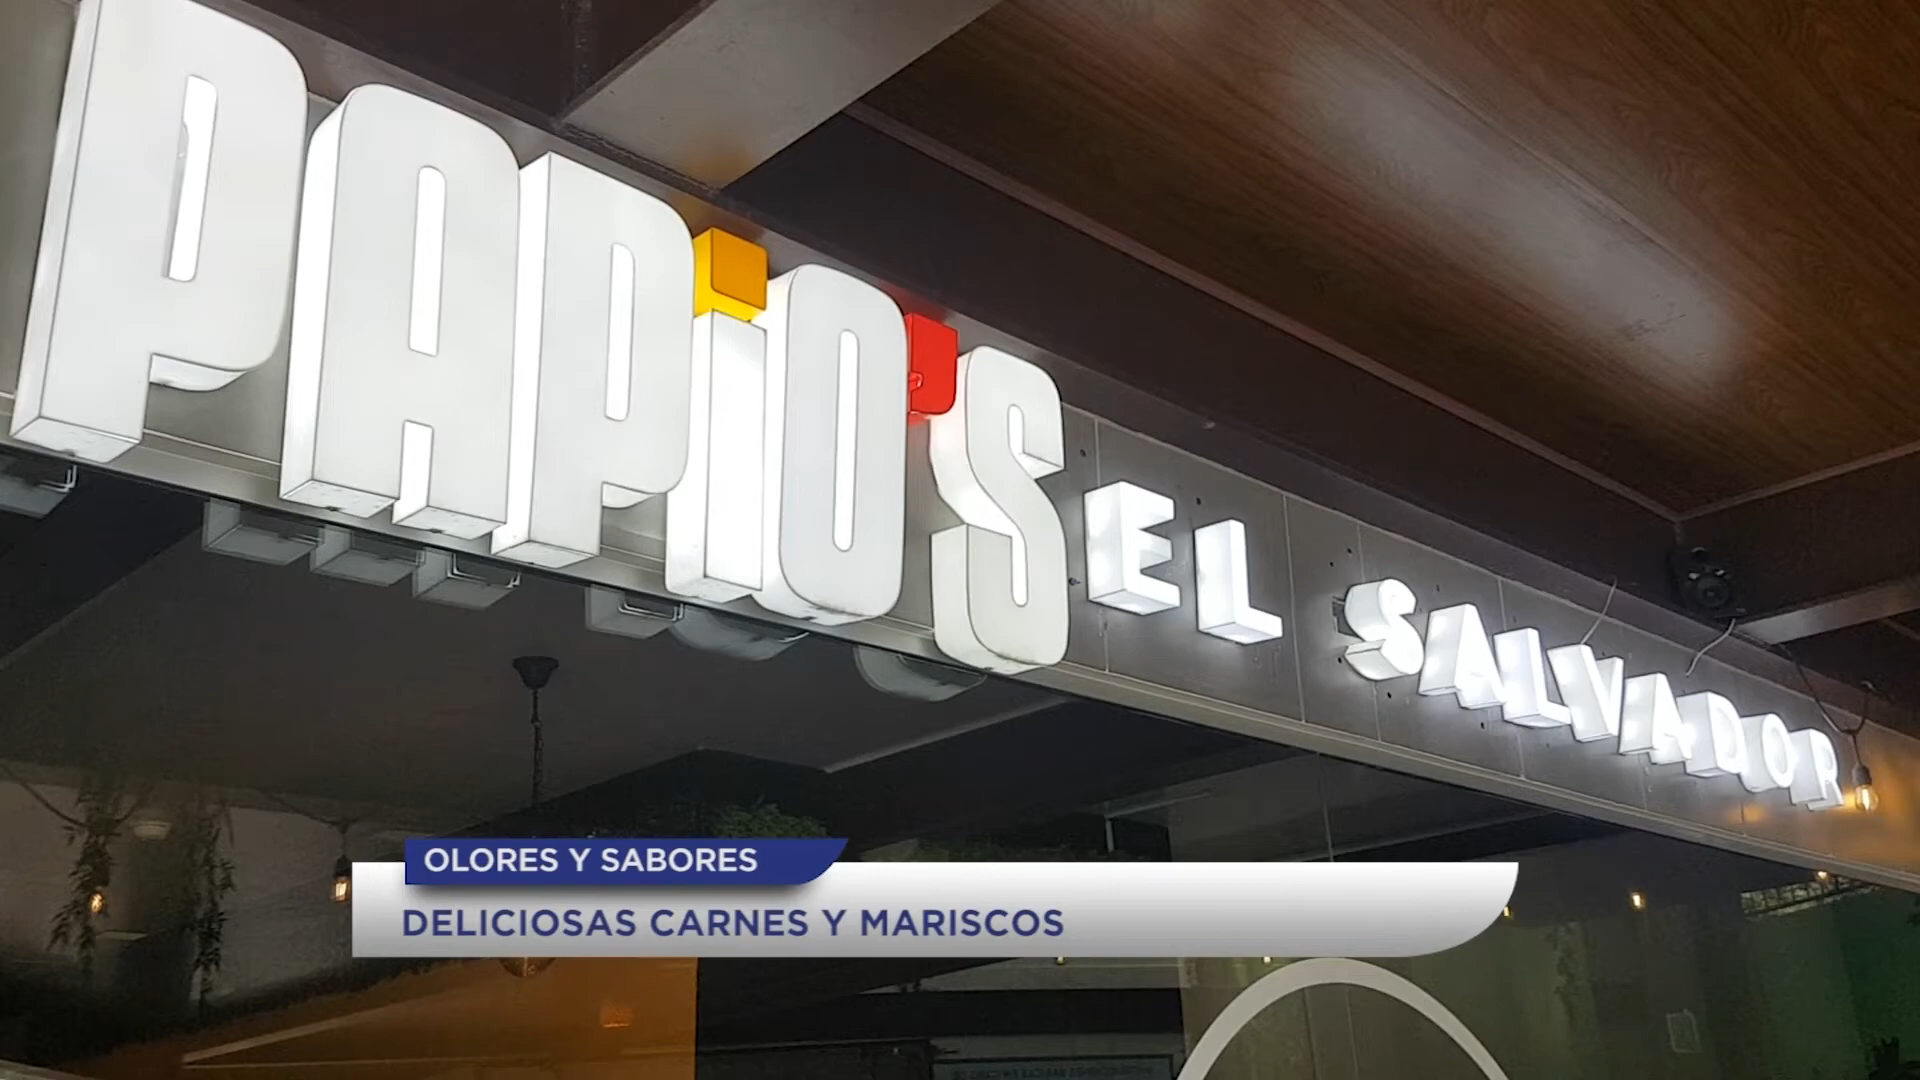 PAPiO'S EL SALVADOR
OLORES Y SABORES
DELICIOSAS CARNES Y MARISCOS